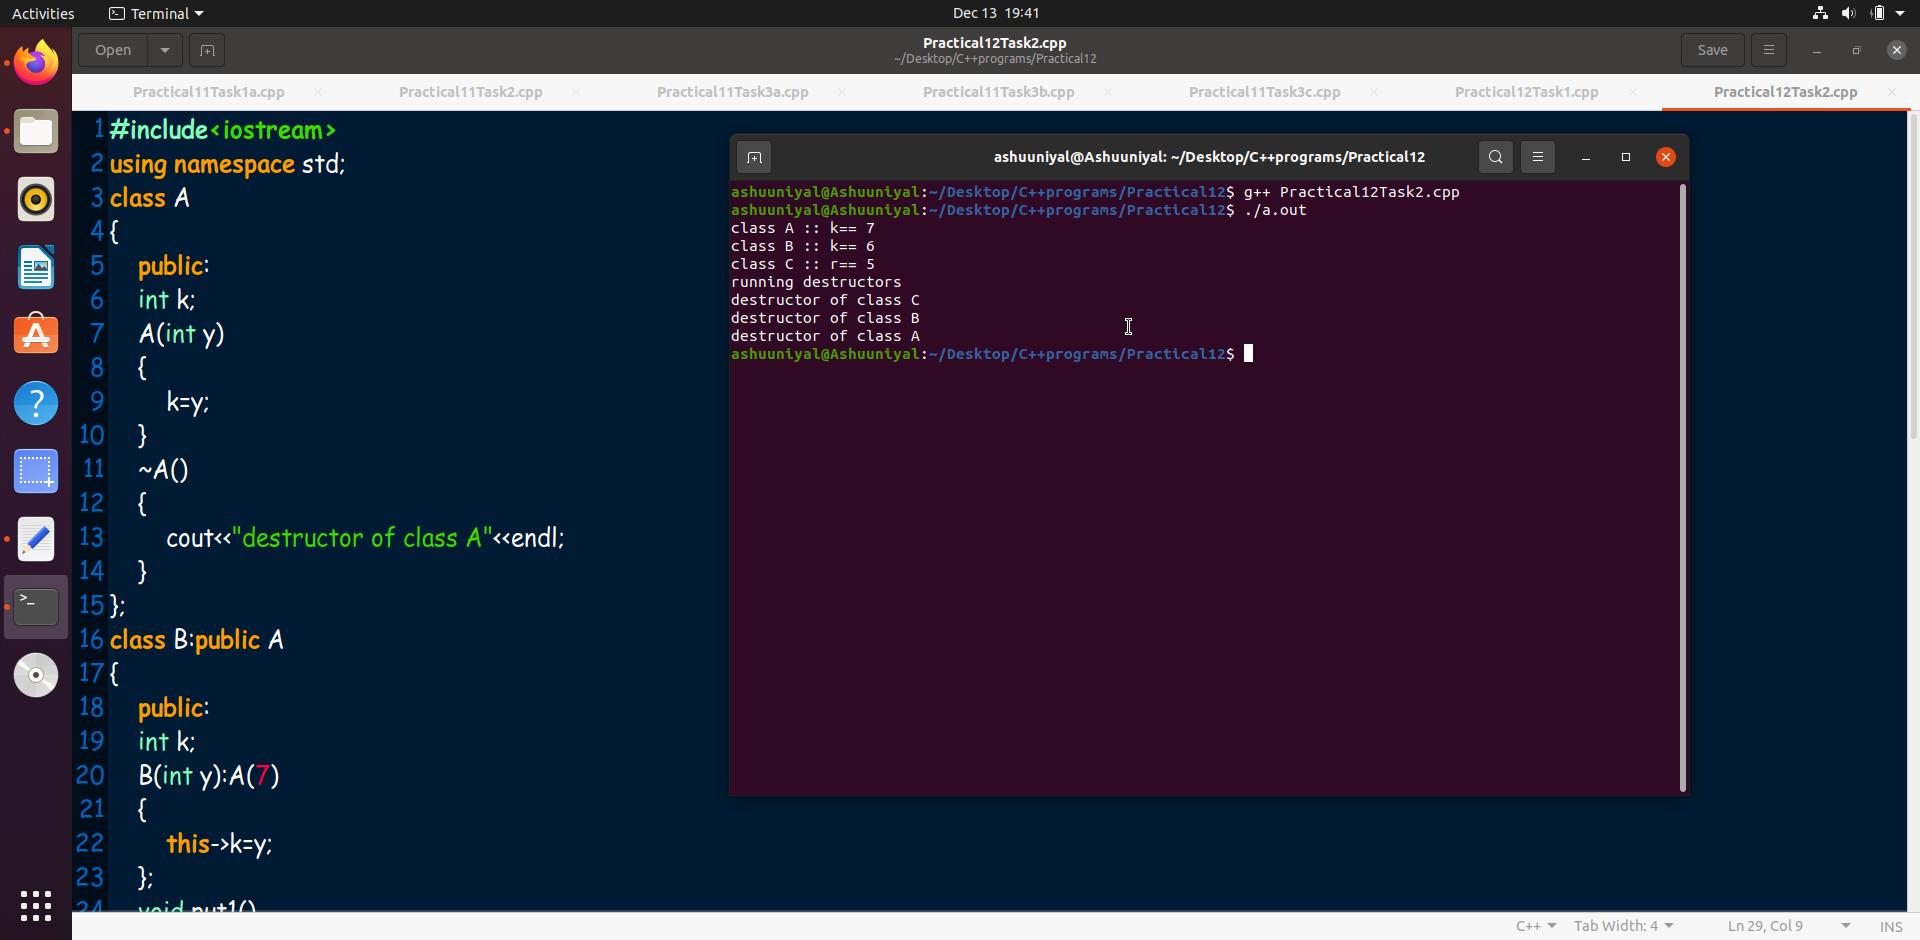 Activities
Terminal
Dec 13 19:41
Open
Practical12Task2.cpp
~/Desktop/C++programs/Practical12
Save
Practical11Task1a.cpp
Practical11Task2.cpp
Practical11Task3a.cpp
Practical11Task3b.cpp
Practical11Task3c.cpp
Practical12Task1.cpp
Practical12Task2.cpp
1 #include<iostream>
2 using namespace std;
3 class A
4 {
5 public:
6 int k;
7 A(int y)
8 {
9 k=y;
10 }
11 ~A()
12 {
13 cout<<"destructor of class A"<<endl;
14 }
15 };
16 class B:public A
17 {
18 public:
19 int k;
20 B(int y):A(7)
21 {
22 this->k=y;
23 };
24 void put1()
ashuuniyal@Ashuuniyal: ~/Desktop/C++programs/Practical12
ashuuniyal@Ashuuniyal:~/Desktop/C++programs/Practical12$ g++ Practical12Task2.cpp
ashuuniyal@Ashuuniyal:~/Desktop/C++programs/Practical12$ ./a.out
class A :: k== 7
class B :: k== 6
class C :: r== 5
running destructors
destructor of class C
destructor of class B
destructor of class A
ashuuniyal@Ashuuniyal:~/Desktop/C++programs/Practical12$
C++
Tab Width: 4
Ln 29, Col 9
INS